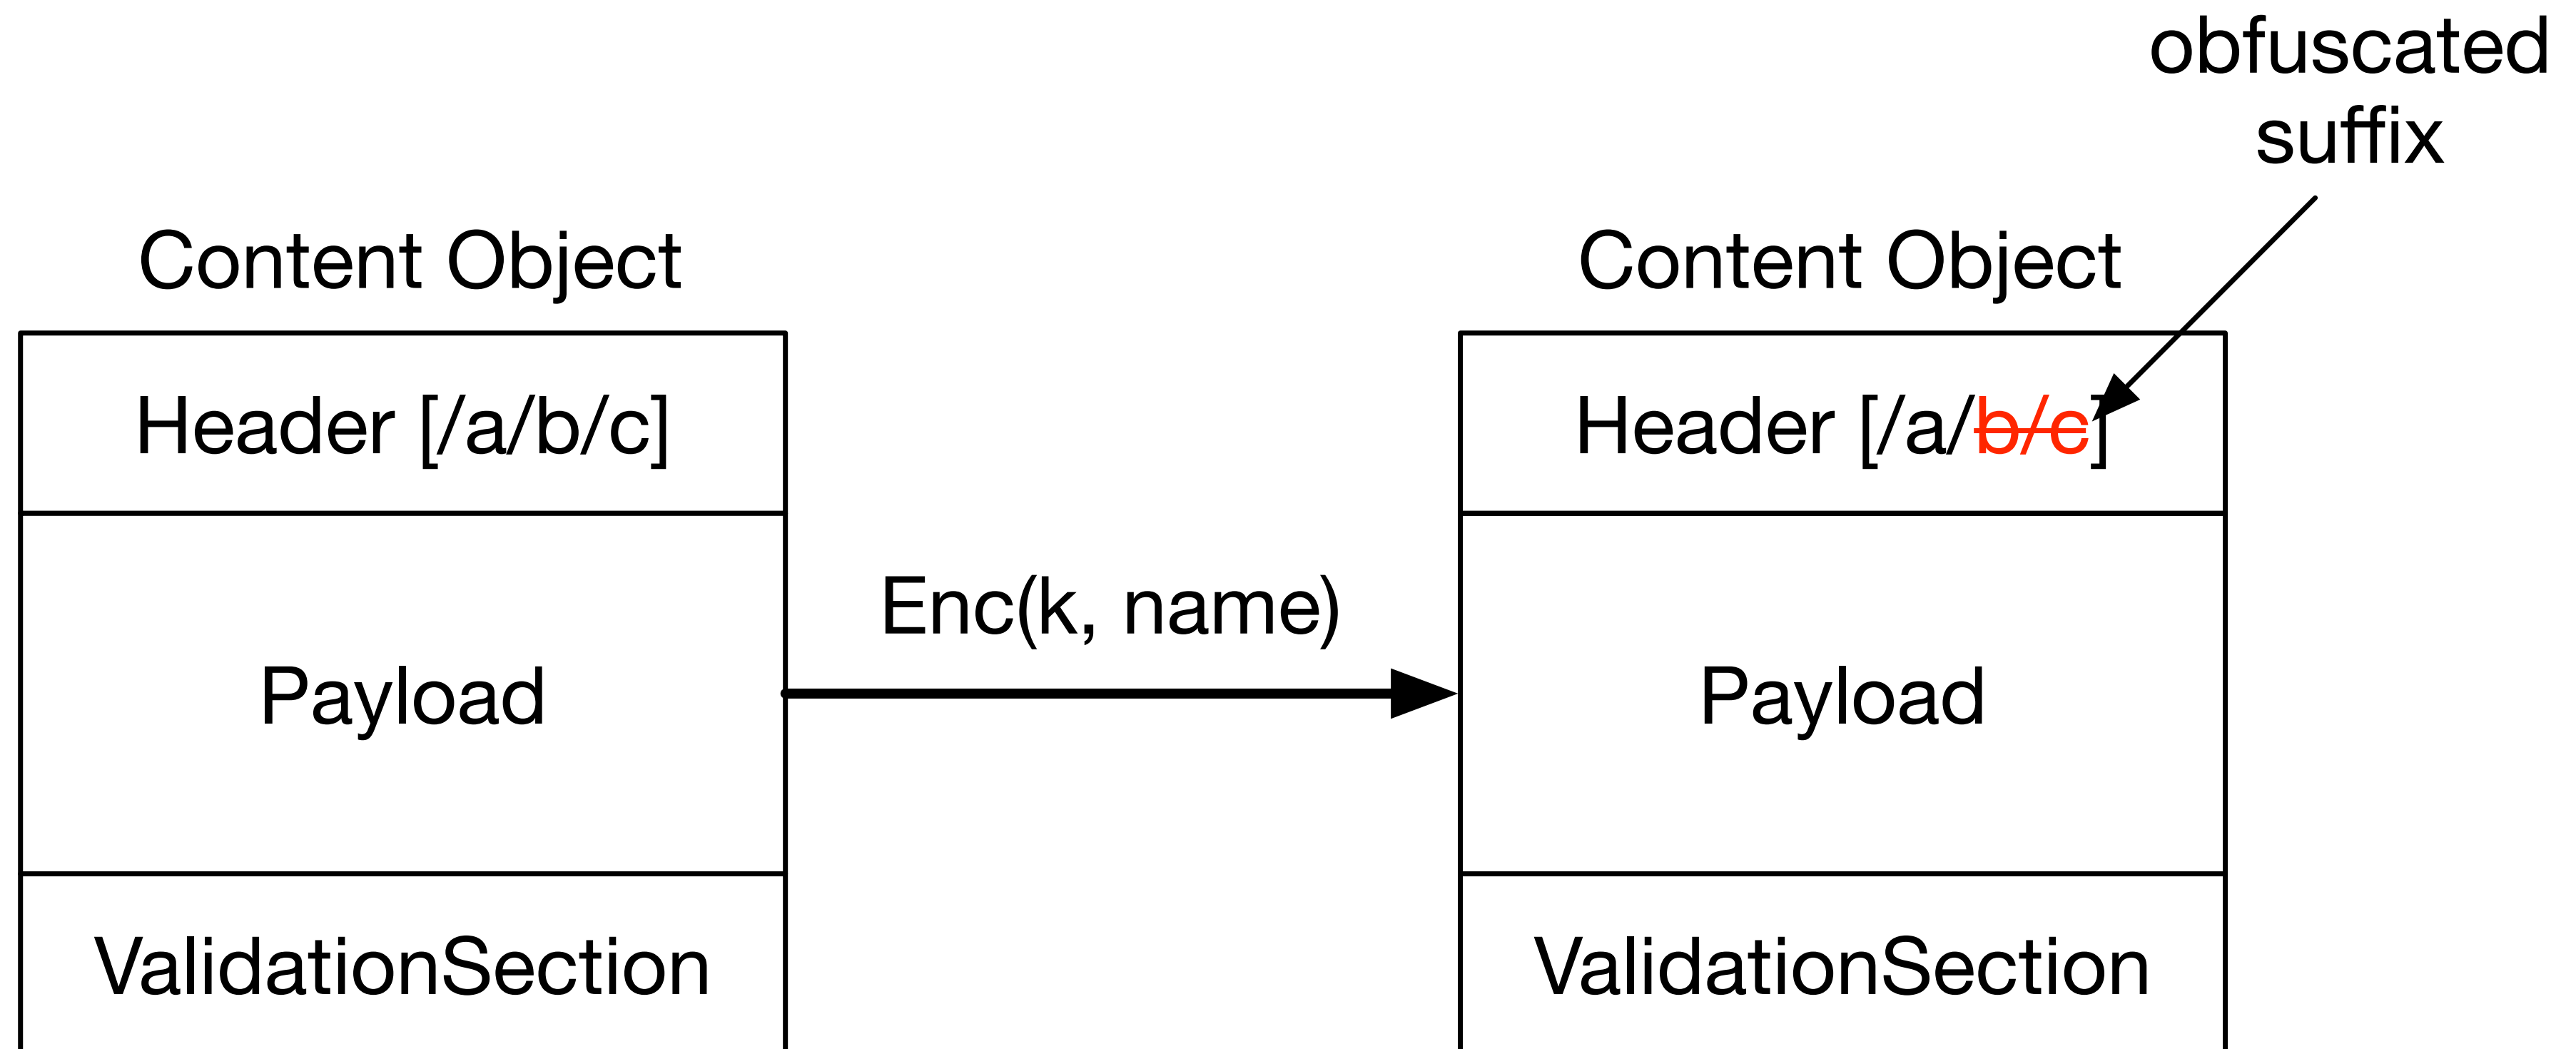 obfuscated
suffix
Content Object
Content Object
Header [/a/b/c]
Header [/a/b/c]
Enc(k, name)
Payload
Payload
ValidationSection
ValidationSection